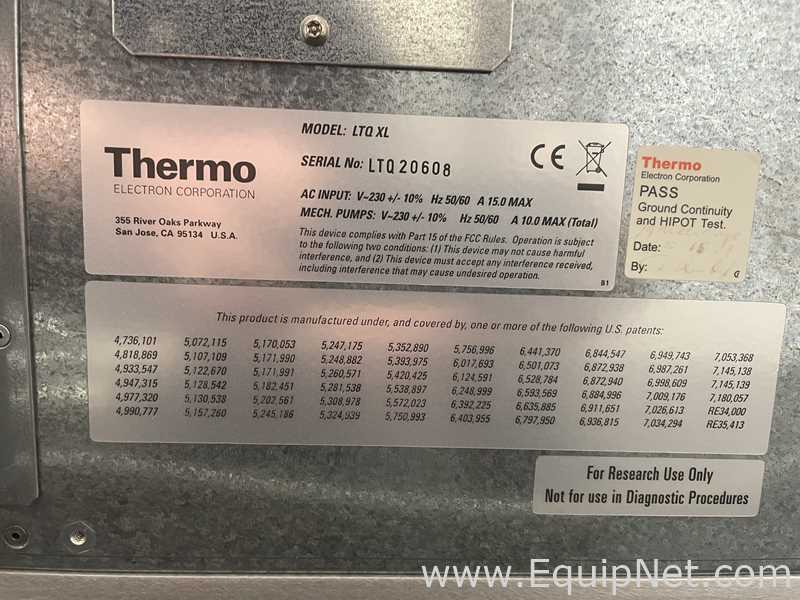 Thermo
ELECTRON CORPORATION
355 River Oaks Parkway
San Jose, CA 95134 U.S.A.
MODEL: LTQ XL
SERIAL No: LTQ20608
AC INPUT: V~230 +/- 10% Hz 50/60 A 15.0 MAX
MECH. PUMPS: V~230 +/- 10% Hz 50/60 A 10.0 MAX (Total)
This device complies with Part 15 of the FCC Rules. Operation is subject
to the following two conditions: (1) This device may not cause harmful
interference, and (2) This device must accept any interference received,
including interference that may cause undesired operation.
CE
B1
Thermo
Electron Corporation
PASS
Ground Continuity
and HIPOT Test.
Date:
By:
This product is manufactured under, and covered by, one or more of the following U.S. patents:
4,736,101 5,072,115 5,170,053 5,247,175 5,352,890 5,756,996 6,441,370 6,844,547 6,949,743 7,053,368
4,818,869 5,107,109 5,171,990 5,248,882 5,393,975 6,017,693 6,501,073 6,872,938 6,987,261 7,145,138
4,933,547 5,122,670 5,171,991 5,260,571 5,420,425 6,124,591 6,528,784 6,872,940 6,998,609 7,145,139
4,947,315 5,128,542 5,182,451 5,281,538 5,538,897 6,248,999 6,593,569 6,884,996 7,009,176 7,180,057
4,977,320 5,130,538 5,202,561 5,308,978 5,572,023 6,392,225 6,635,885 6,911,651 7,026,613 RE34,000
4,990,777 5,157,260 5,245,186 5,324,939 5,750,993 6,403,955 6,797,950 6,936,815 7,034,294 RE35,413
For Research Use Only
Not for use in Diagnostic Procedures
www.EquipNet.com